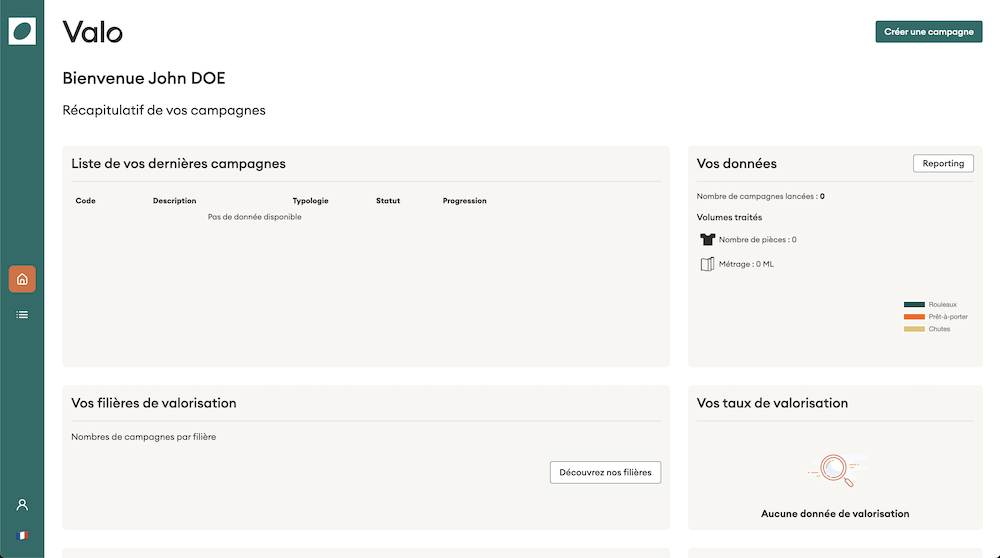 Valo
Créer une campagne
Bienvenue John DOE
Récapitulatif de vos campagnes
Liste de vos dernières campagnes
Code Description Typologie Statut Progression
Pas de donnée disponible
Vos données
Reporting
Nombre de campagnes lancées : 0
Volumes traités
Nombre de pièces : 0
Métrage : 0 ML
Rouleaux
Prêt-à-porter
Chutes
Vos filières de valorisation
Nombres de campagnes par filière
Découvrez nos filières
Vos taux de valorisation
Aucune donnée de valorisation